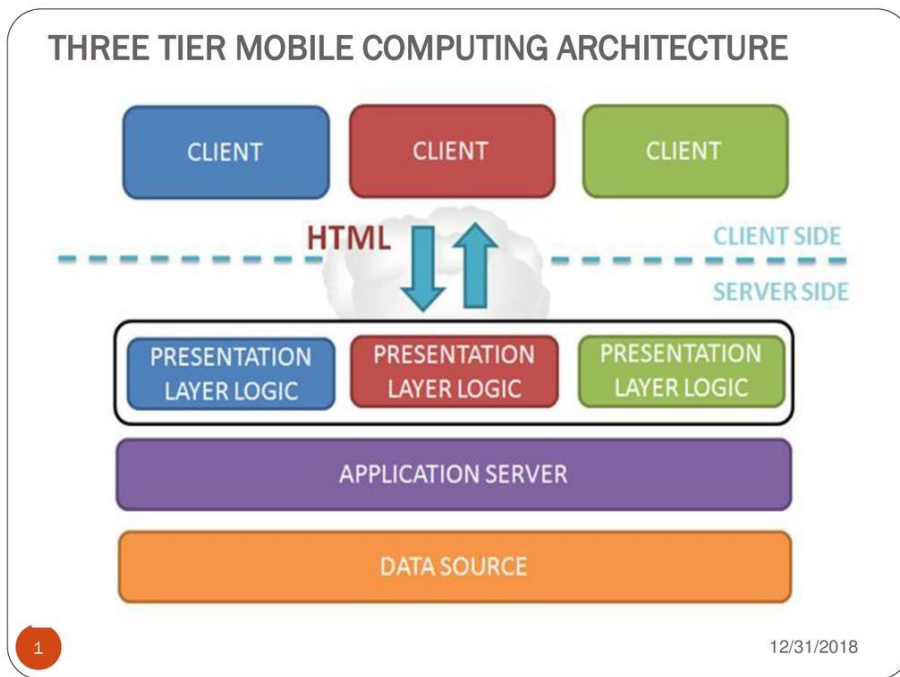 THREE TIER MOBILE COMPUTING ARCHITECTURE
CLIENT
CLIENT
CLIENT
HTML
CLIENT SIDE
SERVER SIDE
PRESENTATION
LAYER LOGIC
PRESENTATION
LAYER LOGIC
PRESENTATION
LAYER LOGIC
APPLICATION SERVER
DATA SOURCE
1
12/31/2018